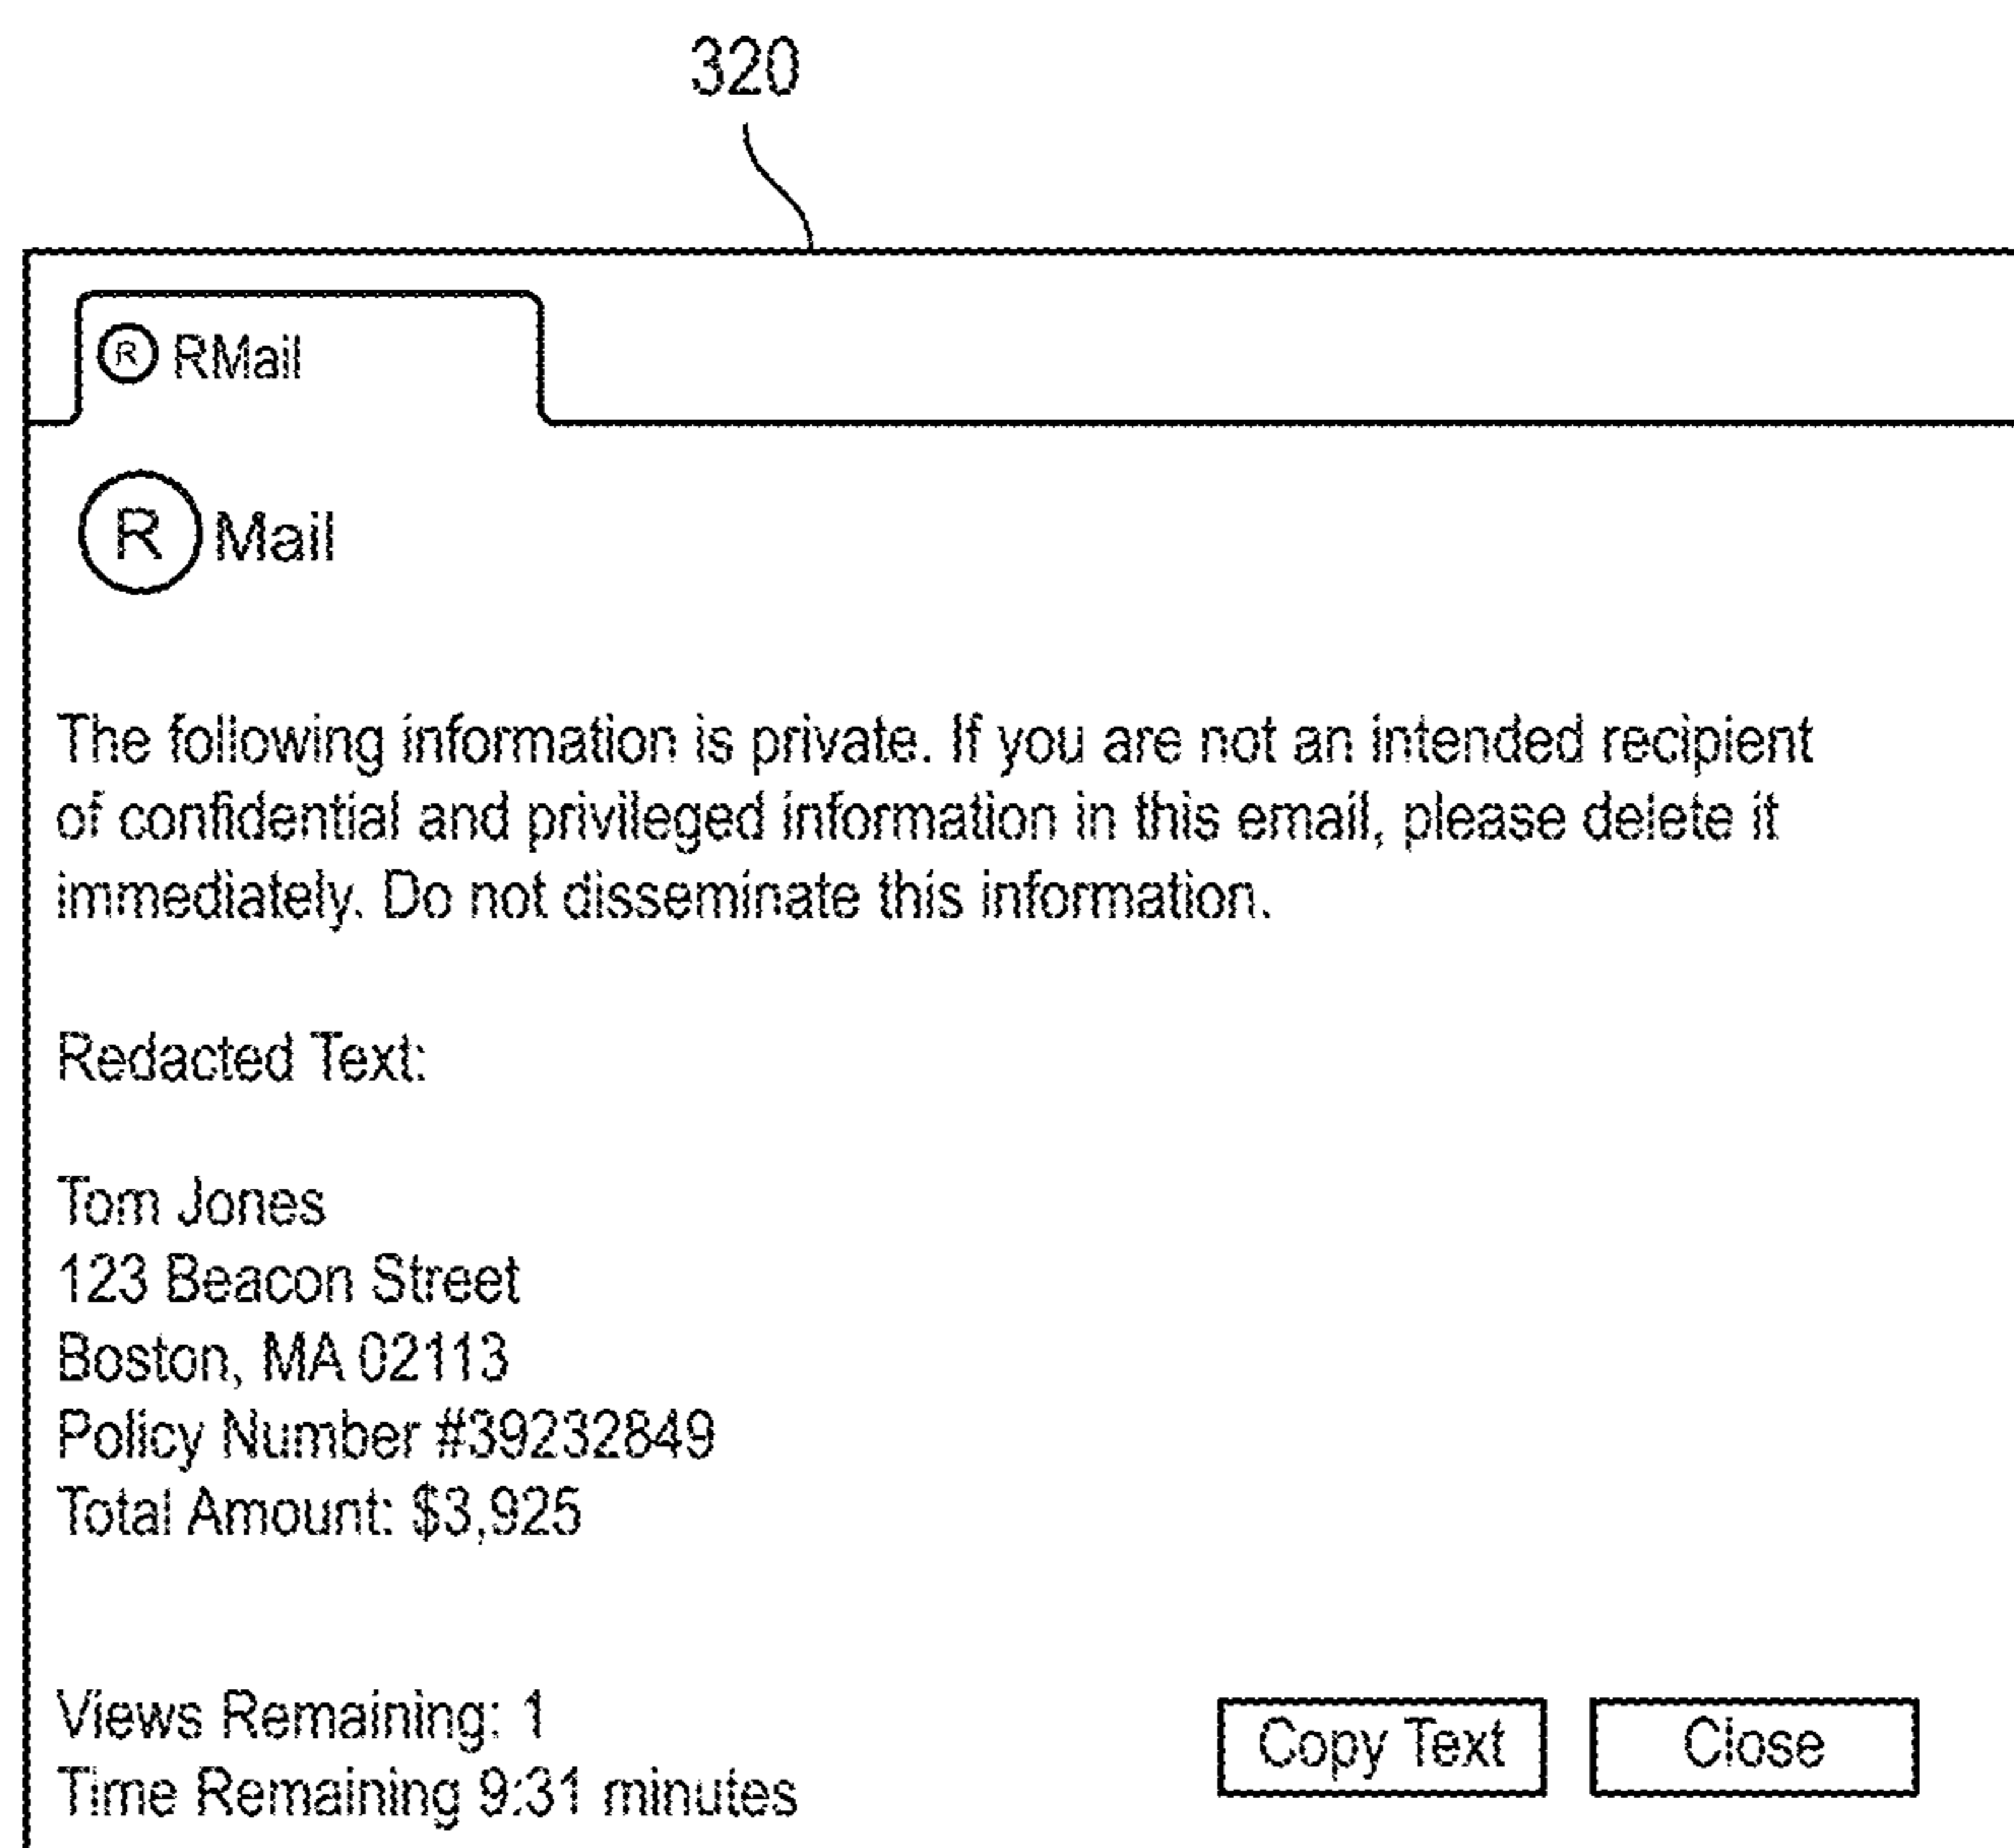 320
Ⓡ RMail
Ⓡ Mail
The following information is private. If you are not an intended recipient
of confidential and privileged information in this email, please delete it
immediately. Do not disseminate this information.
Redacted Text:
Tom Jones
123 Beacon Street
Boston, MA 02113
Policy Number #39232849
Total Amount: $3,925
Views Remaining: 1
Time Remaining 9:31 minutes
Copy Text
Close